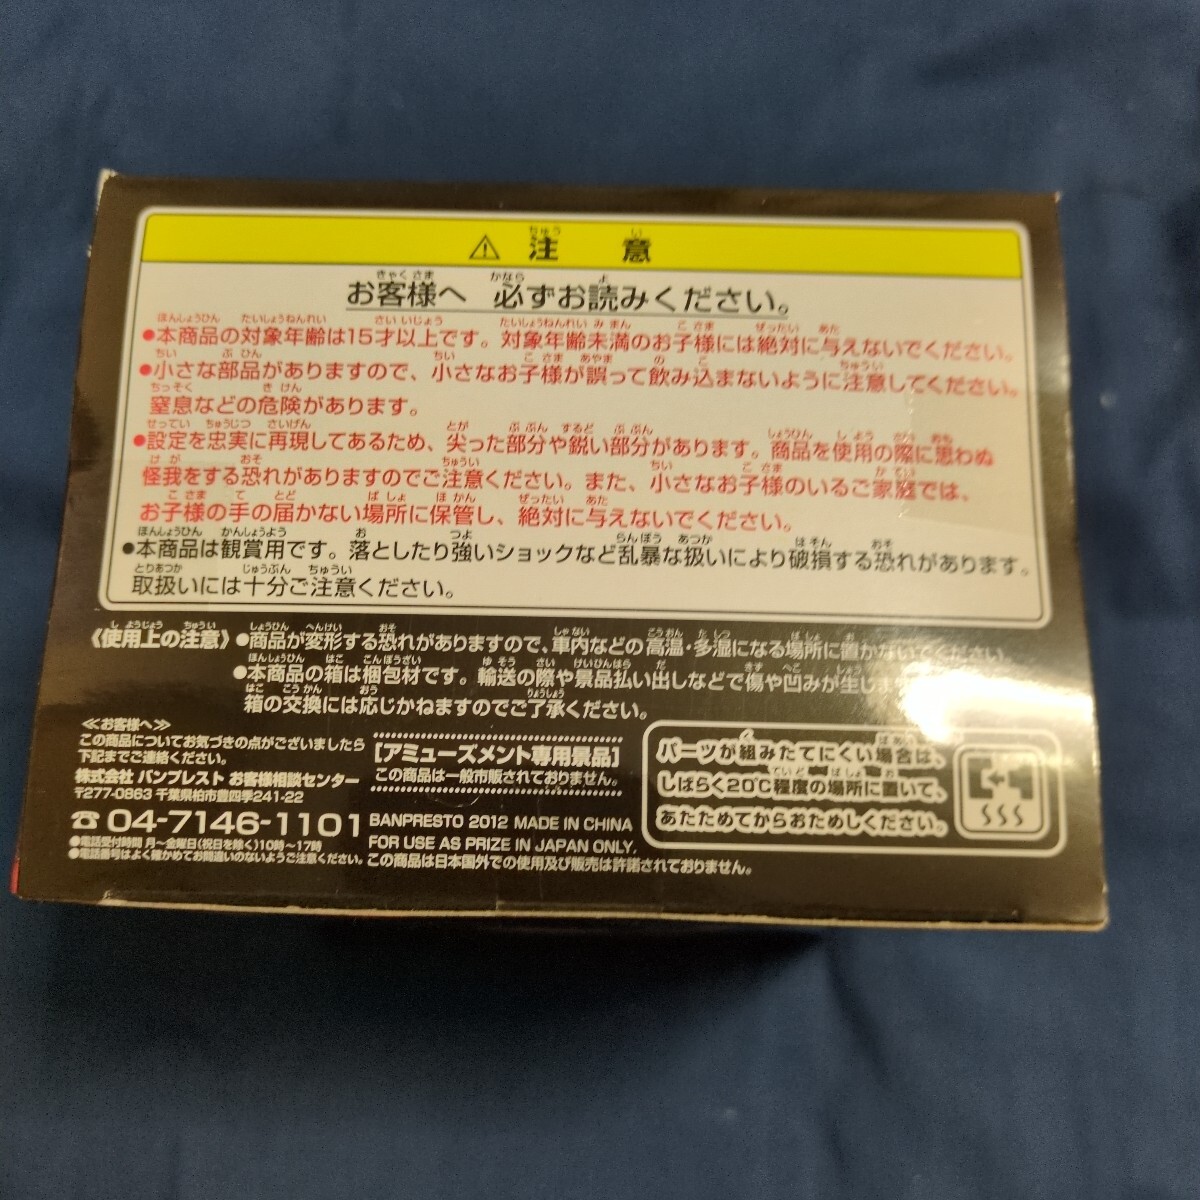 ⚠ 注意
お客様へ 必ずお読みください。
●本商品の対象年齢は15才以上です。対象年齢未満のお子様には絶対に与えないでください。
●小さな部品がありますので、小さなお子様が誤って飲み込まないように注意してください。
窒息などの危険があります。
●設定を忠実に再現してあるため、尖った部分や鋭い部分があります。商品を使用の際に思わぬ
怪我をする恐れがありますのでご注意ください。また、小さなお子様のいるご家庭では、
お子様の手の届かない場所に保管し、絶対に与えないでください。
●本商品は観賞用です。落としたり強いショックなど乱暴な扱いにより破損する恐れがあります。
取扱いには十分ご注意ください。
《使用上の注意》●商品が変形する恐れがありますので、車内などの高温・多湿になる場所に置かないでください。
●本商品の箱は梱包材です。輸送の際や景品払い出しなどで傷や凹みが生じま
箱の交換には応じかねますのでご了承ください。
≪お客様へ≫
この商品についてお気づきの点がございましたら
下記までご連絡ください。
株式会社 バンプレスト お客様相談センター
〒277-0863 千葉県柏市豊四季241-22
☎04-7146-1101
●電話受付時間 月〜金曜日(祝日を除く)10時〜17時
●電話番号はよく確かめてお間違いのないようご注意ください。
[アミューズメント専用景品]
この商品は一般市販されておりません。
BANPRESTO 2012 MADE IN CHINA
FOR USE AS PRIZE IN JAPAN ONLY.
この商品は日本国外での使用及び販売は許諾されておりません。
パーツが組みたてにくい場合は、
しばらく20℃程度の場所に置いて、
あたためてからおためしください。